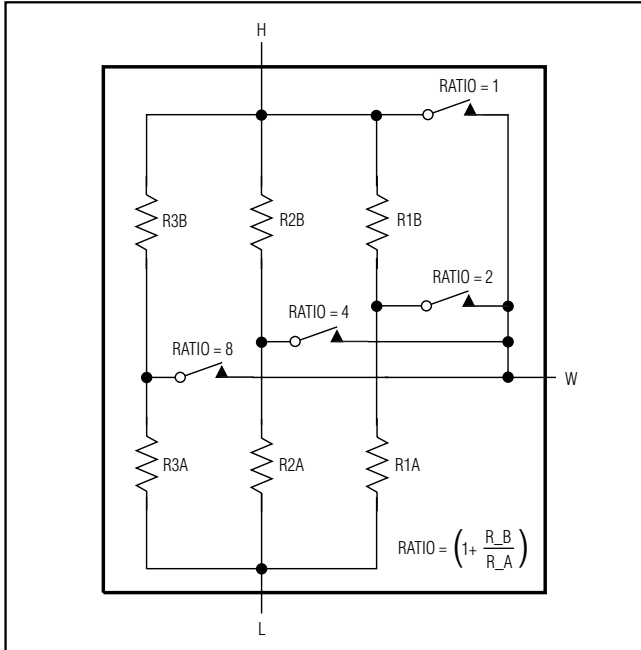 H
RATIO = 1
R3B
R2B
R1B
RATIO = 2
RATIO = 4
RATIO = 8
W
R3A
R2A
R1A
RATIO = (1+ R_B / R_A)
L